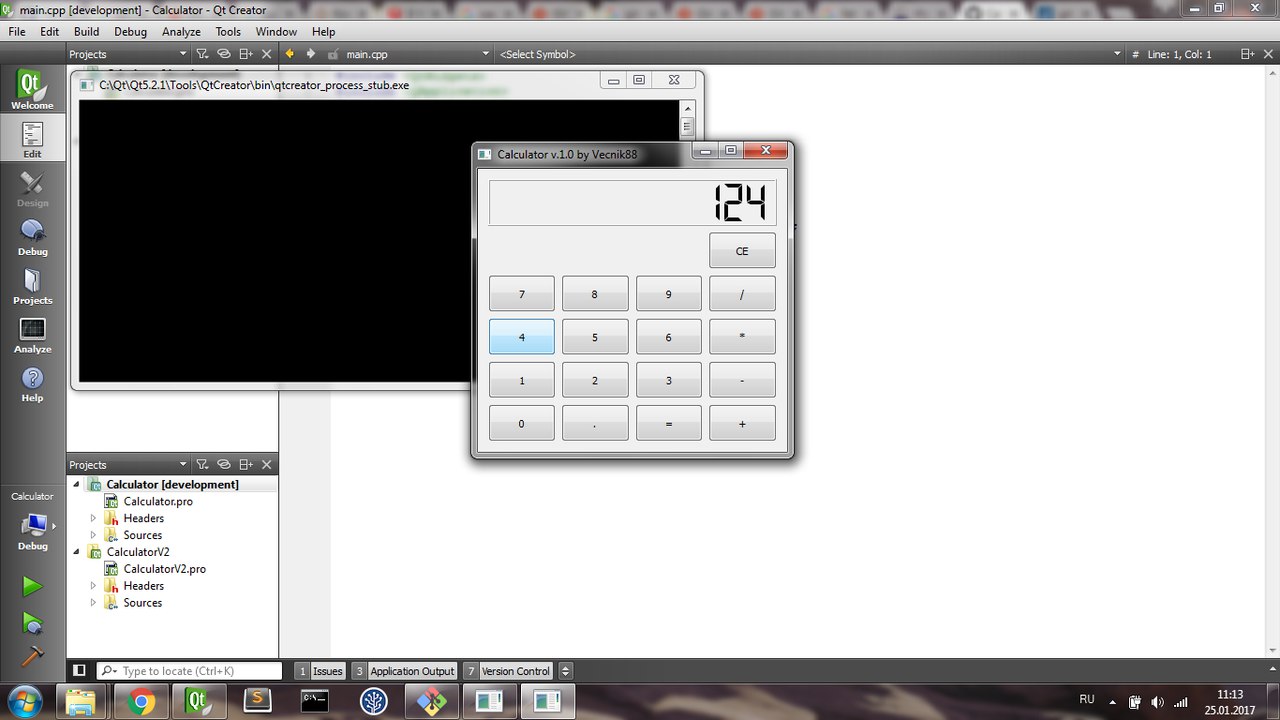 main.cpp [development] - Calculator - Qt Creator
File Edit Build Debug Analyze Tools Window Help
Projects main.cpp <Select Symbol> # Line: 1, Col: 1
Welcome
Edit
Design
Debug
Projects
Analyze
Help
C:\Qt\Qt5.2.1\Tools\QtCreator\bin\qtcreator_process_stub.exe
Calculator v.1.0 by Vecnik88
124
CE
7 8 9 /
4 5 6 *
1 2 3 -
0 . = +
Projects
Calculator [development]
Calculator.pro
Headers
Sources
CalculatorV2
CalculatorV2.pro
Headers
Sources
Calculator
Debug
Type to locate (Ctrl+K) 1 Issues 3 Application Output 7 Version Control
C:\_
RU
11:13
25.01.2017